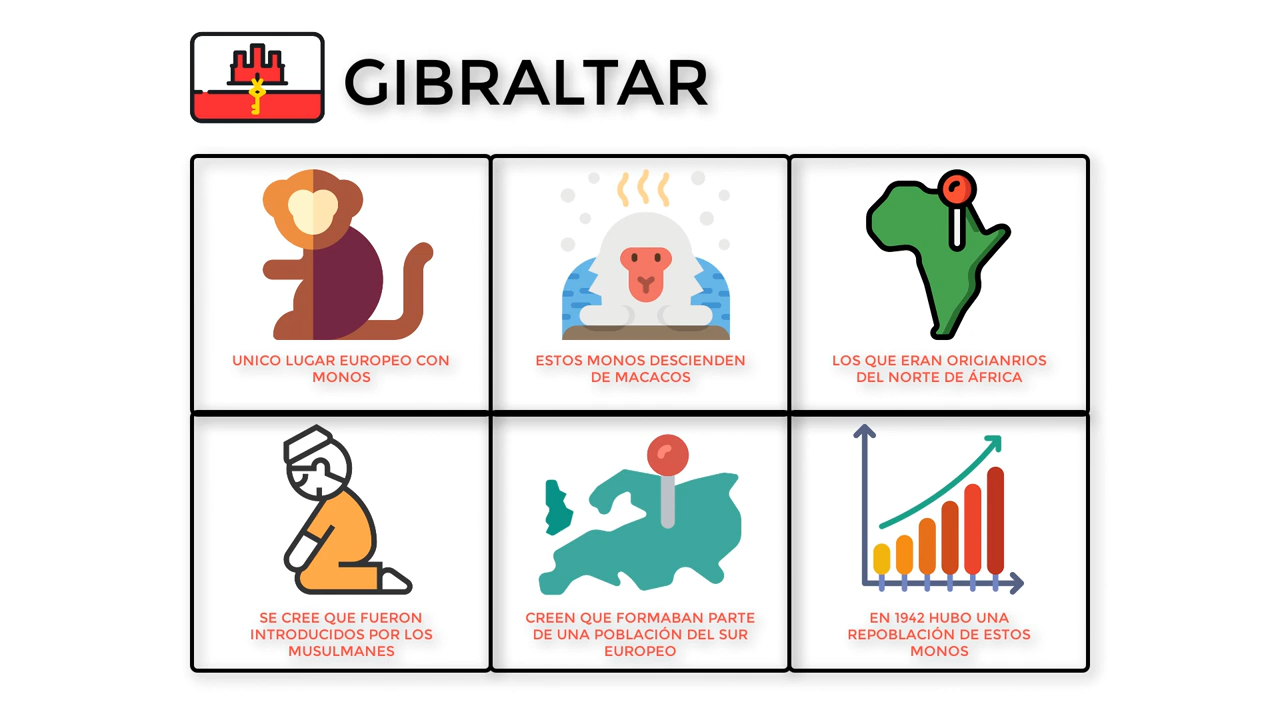 GIBRALTAR
UNICO LUGAR EUROPEO CON
MONOS
ESTOS MONOS DESCIENDEN
DE MACACOS
LOS QUE ERAN ORIGIANRIOS
DEL NORTE DE ÁFRICA
SE CREE QUE FUERON
INTRODUCIDOS POR LOS
MUSULMANES
CREEN QUE FORMABAN PARTE
DE UNA POBLACIÓN DEL SUR
EUROPEO
EN 1942 HUBO UNA
REPOBLACIÓN DE ESTOS
MONOS